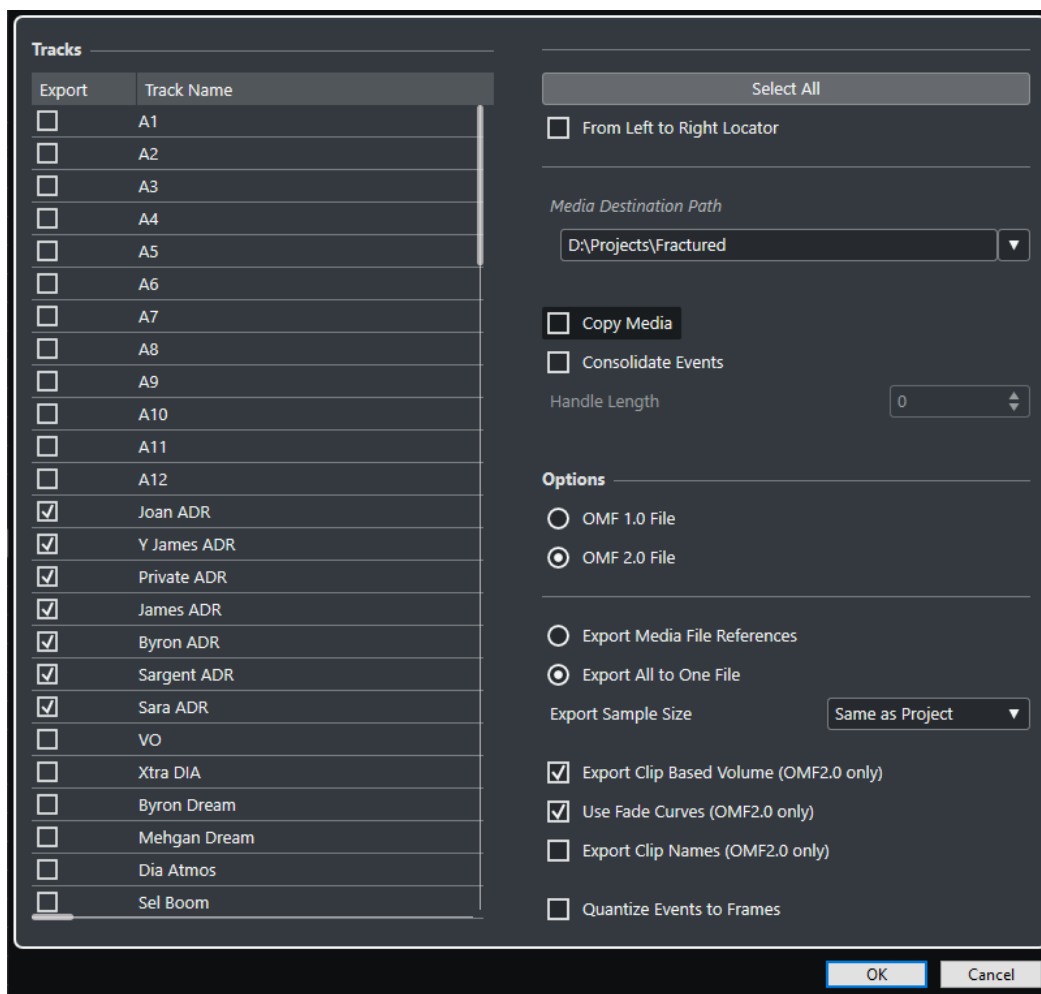 Tracks
Export Track Name
A1
A2
A3
A4
A5
A6
A7
A8
A9
A10
A11
A12
Joan ADR
Y James ADR
Private ADR
James ADR
Byron ADR
Sargent ADR
Sara ADR
VO
Xtra DIA
Byron Dream
Mehgan Dream
Dia Atmos
Sel Boom
Select All
From Left to Right Locator
Media Destination Path
D:\Projects\Fractured
Copy Media
Consolidate Events
Handle Length 0
Options
OMF 1.0 File
OMF 2.0 File
Export Media File References
Export All to One File
Export Sample Size Same as Project
Export Clip Based Volume (OMF2.0 only)
Use Fade Curves (OMF2.0 only)
Export Clip Names (OMF2.0 only)
Quantize Events to Frames
OK Cancel